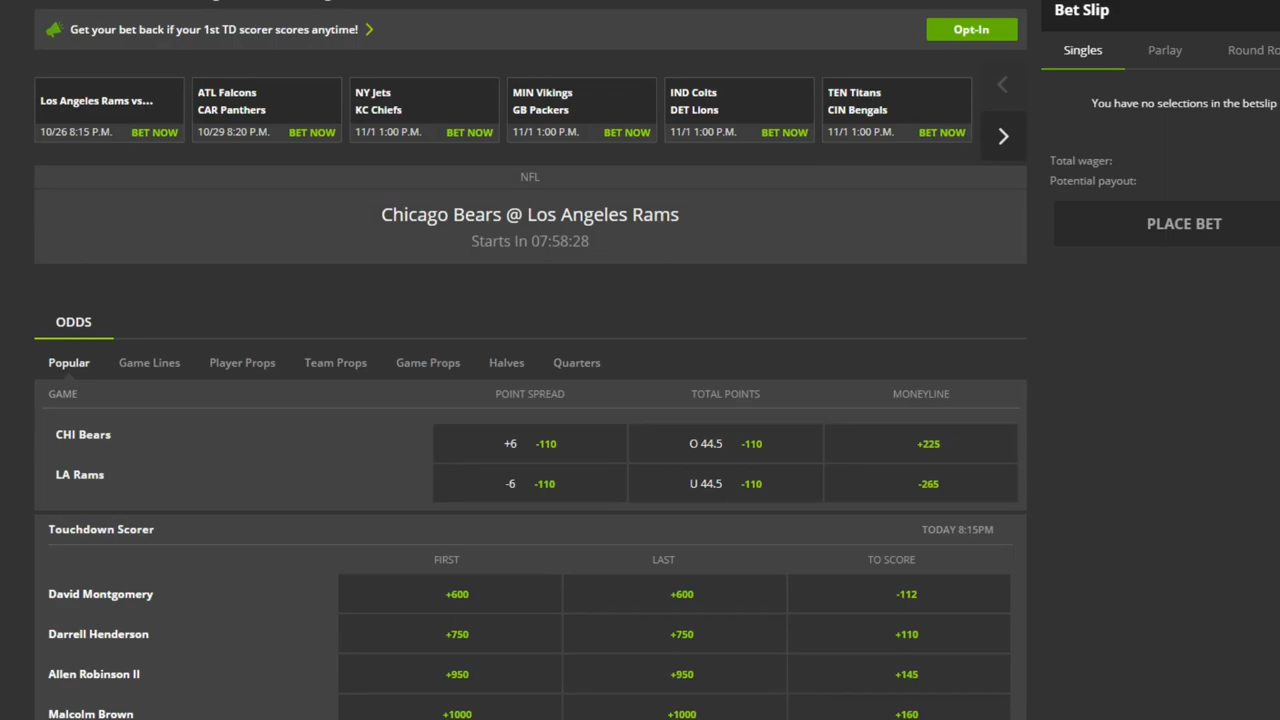 Get your bet back if your 1st TD scorer scores anytime!
Opt-In
Los Angeles Rams vs...
10/26 8:15 P.M. BET NOW
ATL Falcons
CAR Panthers
10/29 8:20 P.M. BET NOW
NY Jets
KC Chiefs
11/1 1:00 P.M. BET NOW
MIN Vikings
GB Packers
11/1 1:00 P.M. BET NOW
IND Colts
DET Lions
11/1 1:00 P.M. BET NOW
TEN Titans
CIN Bengals
11/1 1:00 P.M. BET NOW
NFL
Chicago Bears @ Los Angeles Rams
Starts In 07:58:28
ODDS
Popular Game Lines Player Props Team Props Game Props Halves Quarters
GAME POINT SPREAD TOTAL POINTS MONEYLINE
CHI Bears +6 -110 O 44.5 -110 +225
LA Rams -6 -110 U 44.5 -110 -265
Touchdown Scorer TODAY 8:15PM
FIRST LAST TO SCORE
David Montgomery +600 +600 -112
Darrell Henderson +750 +750 +110
Allen Robinson II +950 +950 +145
Malcolm Brown +1000 +1000 +160
Bet Slip
Singles Parlay Round Ro
You have no selections in the betslip
Total wager:
Potential payout:
PLACE BET